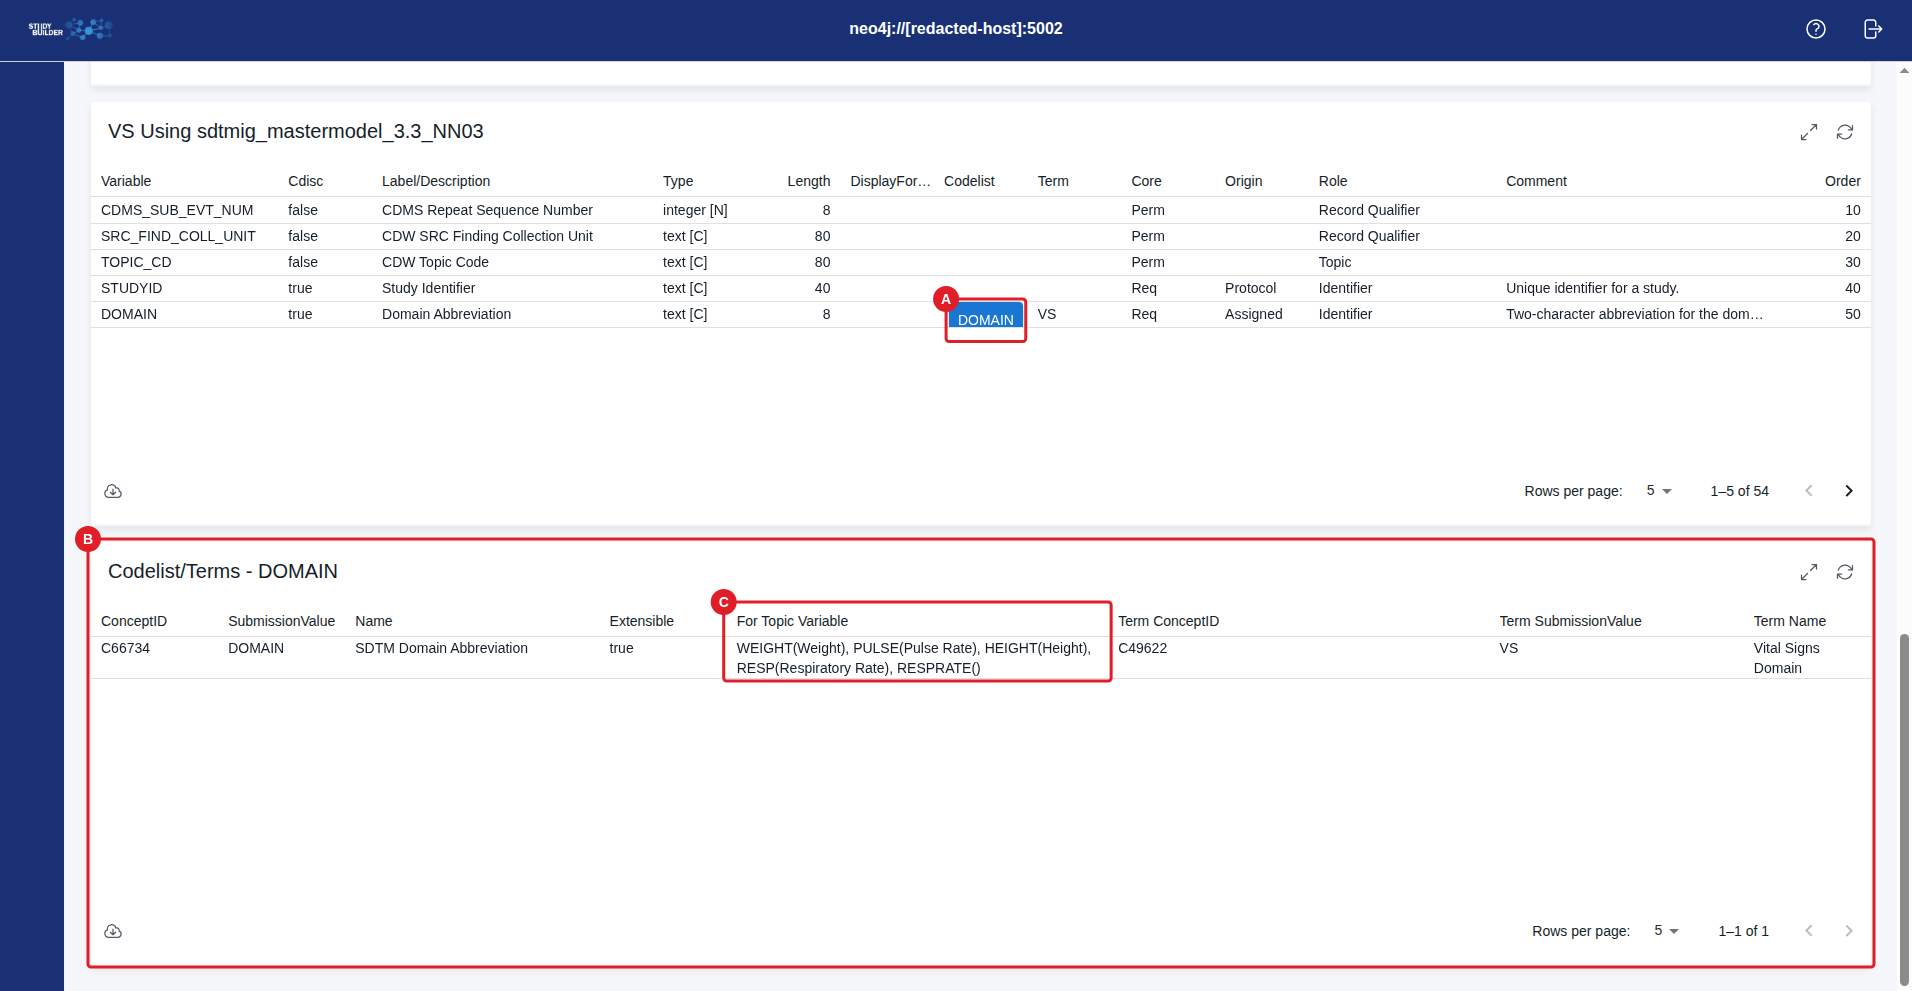 STUDY
BUILDER
neo4j://[redacted-host]:5002
VS Using sdtmig_mastermodel_3.3_NN03
Variable Cdisc Label/Description Type Length DisplayFor… Codelist Term Core Origin Role Comment Order
CDMS_SUB_EVT_NUM false CDMS Repeat Sequence Number integer [N] 8 Perm Record Qualifier 10
SRC_FIND_COLL_UNIT false CDW SRC Finding Collection Unit text [C] 80 Perm Record Qualifier 20
TOPIC_CD false CDW Topic Code text [C] 80 Perm Topic 30
STUDYID true Study Identifier text [C] 40 Req Protocol Identifier Unique identifier for a study. 40
A
DOMAIN true Domain Abbreviation text [C] 8 DOMAIN VS Req Assigned Identifier Two-character abbreviation for the dom… 50
Rows per page: 5 1–5 of 54
B
Codelist/Terms - DOMAIN
C
ConceptID SubmissionValue Name Extensible For Topic Variable Term ConceptID Term SubmissionValue Term Name
C66734 DOMAIN SDTM Domain Abbreviation true WEIGHT(Weight), PULSE(Pulse Rate), HEIGHT(Height), C49622 VS Vital Signs
RESP(Respiratory Rate), RESPRATE() Domain
Rows per page: 5 1–1 of 1